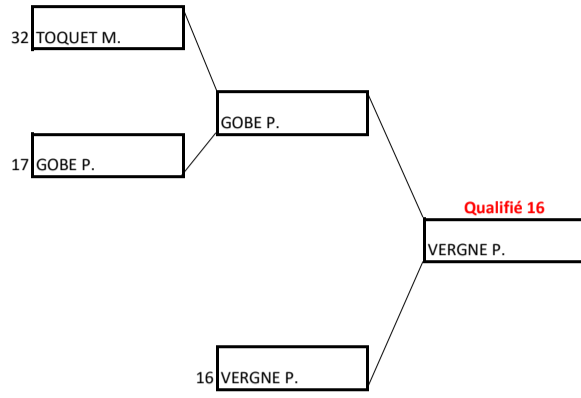 32 TOQUET M.
GOBE P.
17 GOBE P.
Qualifié 16
VERGNE P.
16 VERGNE P.